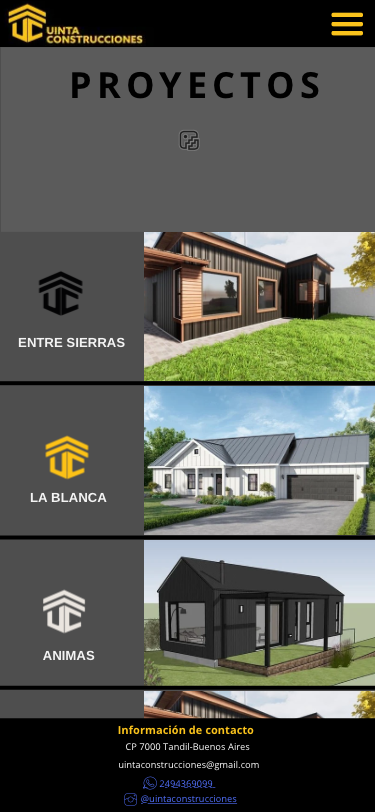 UINTA
CONSTRUCCIONES
PROYECTOS
ENTRE SIERRAS
LA BLANCA
ANIMAS
Información de contacto
CP 7000 Tandil-Buenos Aires
uintaconstrucciones@gmail.com
2494369099
@uintaconstrucciones